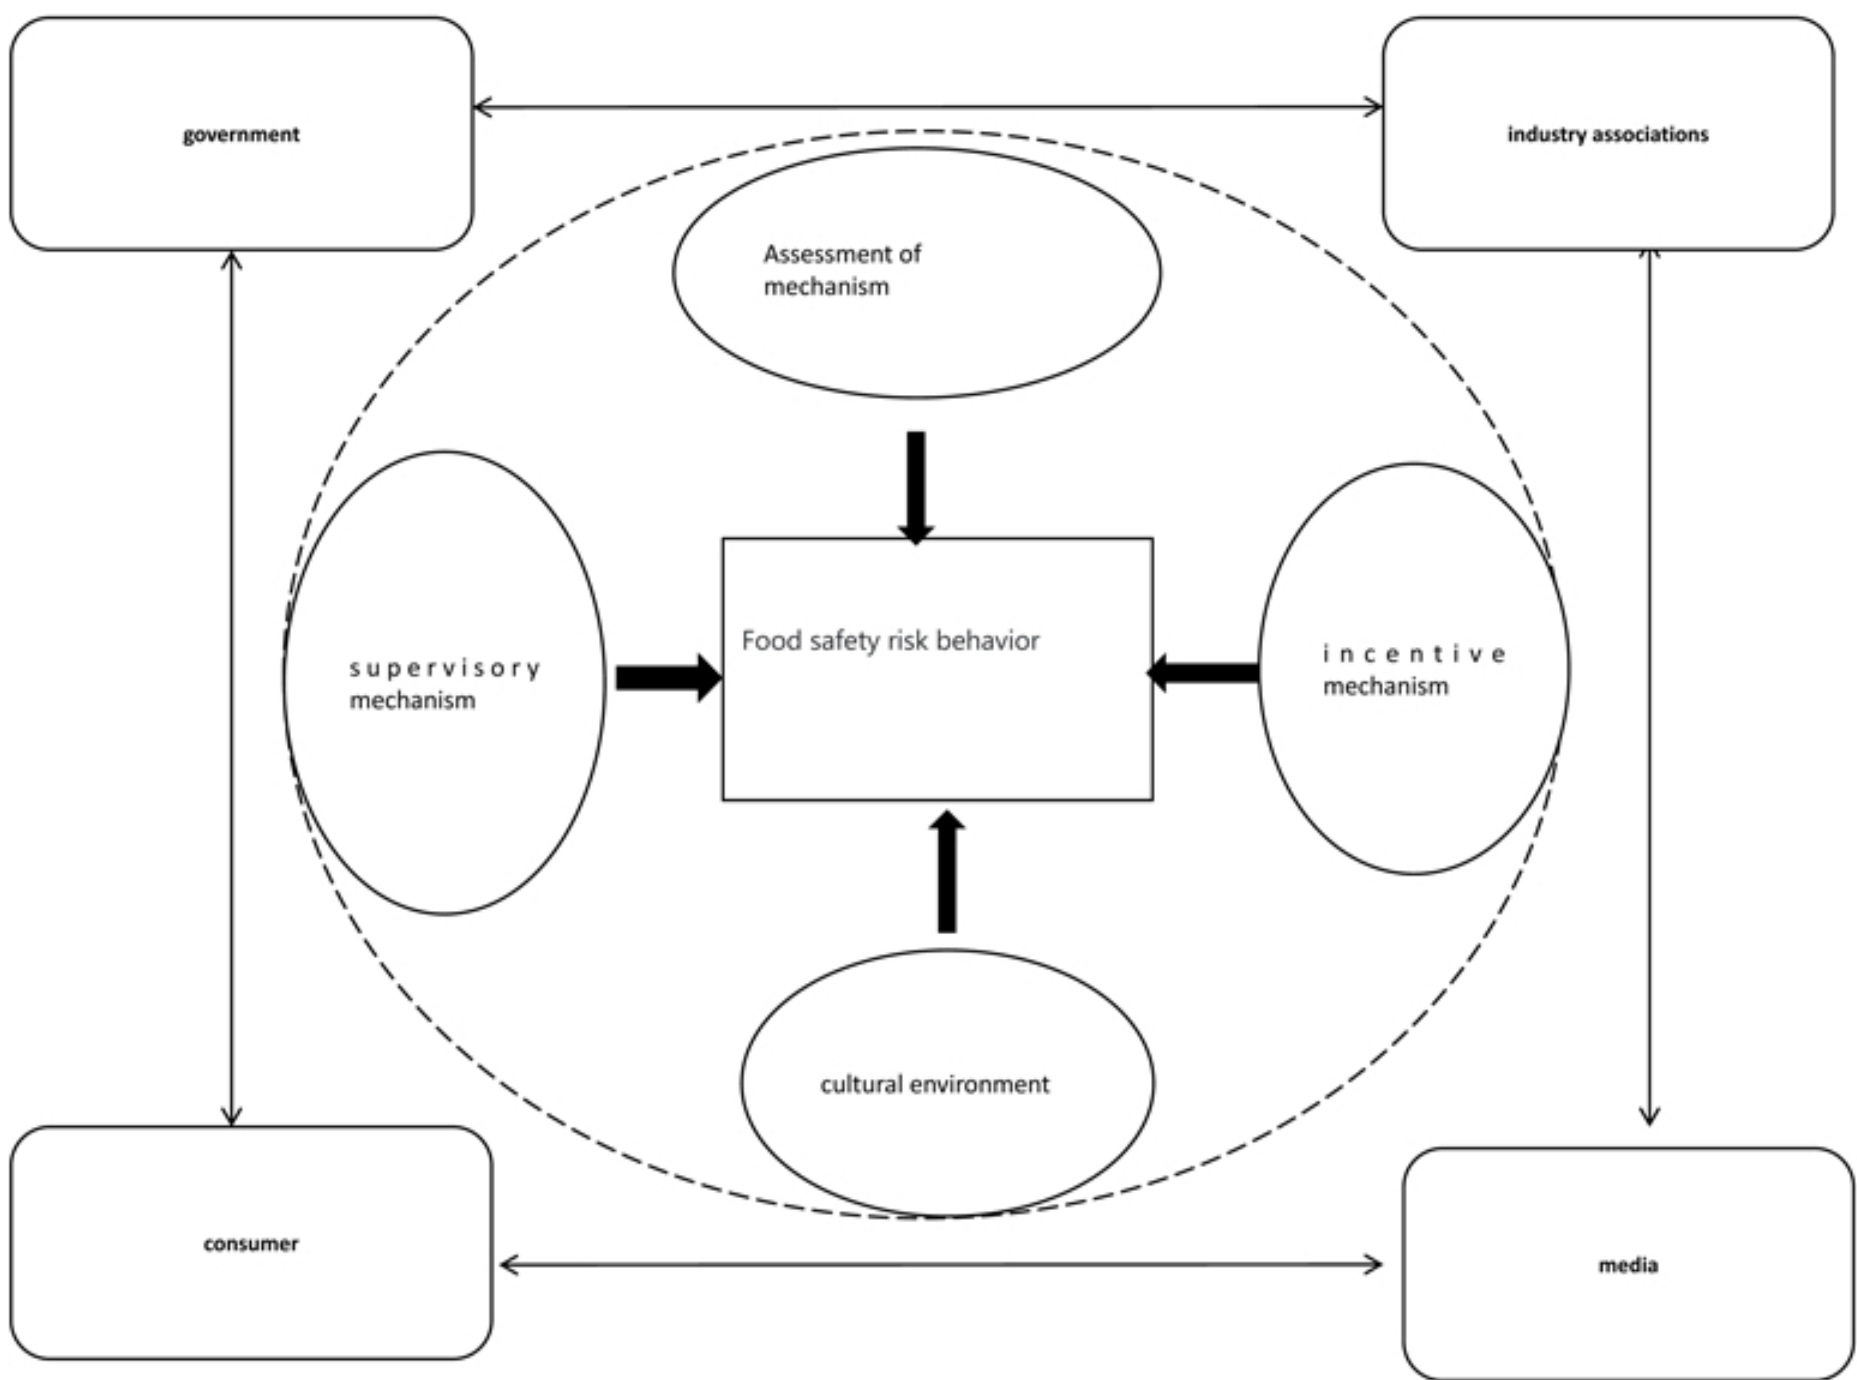 government
industry associations
Assessment of
mechanism
supervisory
mechanism
Food safety risk behavior
incentive
mechanism
cultural environment
consumer
media